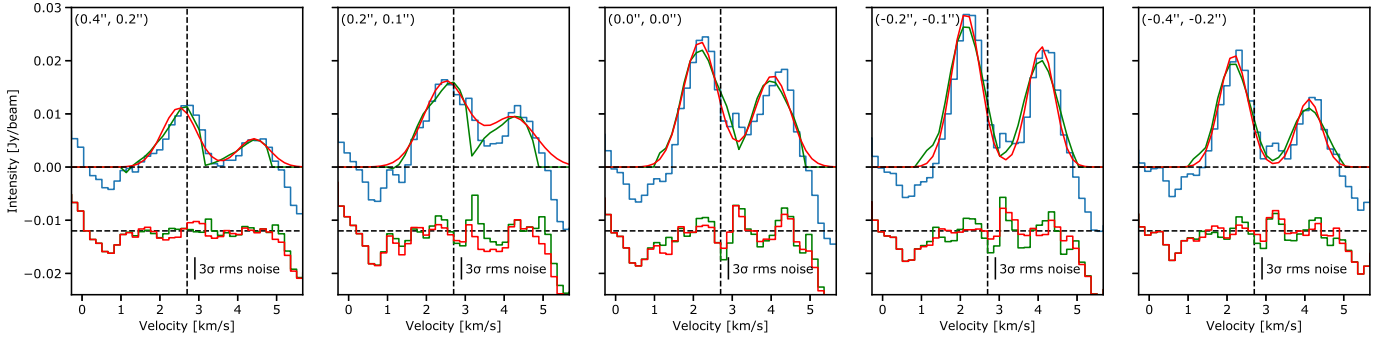 (0.4'', 0.2'')
(0.2'', 0.1'')
(0.0'', 0.0'')
(-0.2'', -0.1'')
(-0.4'', -0.2'')
0.03
0.02
0.01
0.00
−0.01
−0.02
Intensity [Jy/beam]
3σ rms noise
3σ rms noise
3σ rms noise
3σ rms noise
3σ rms noise
0 1 2 3 4 5
0 1 2 3 4 5
0 1 2 3 4 5
0 1 2 3 4 5
0 1 2 3 4 5
Velocity [km/s]
Velocity [km/s]
Velocity [km/s]
Velocity [km/s]
Velocity [km/s]